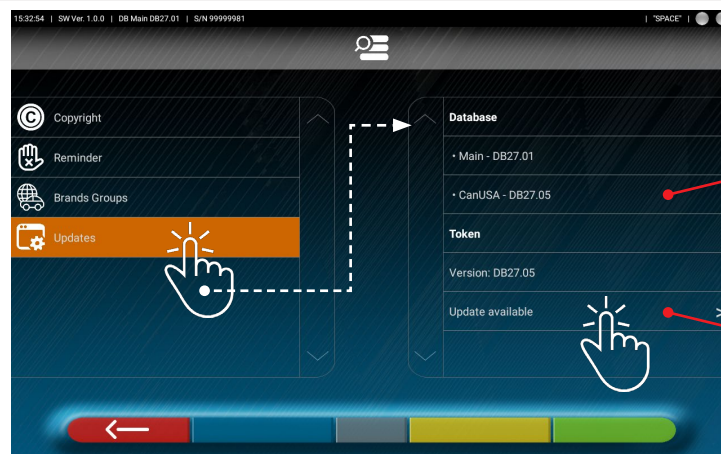 15:32:54 | SW Ver. 1.0.0 | DB Main DB27.01 | S/N 99999981 | "SPACE" |
Copyright
Reminder
Brands Groups
Updates
Database
• Main - DB27.01
• CanUSA - DB27.05
Token
Version: DB27.05
Update available >